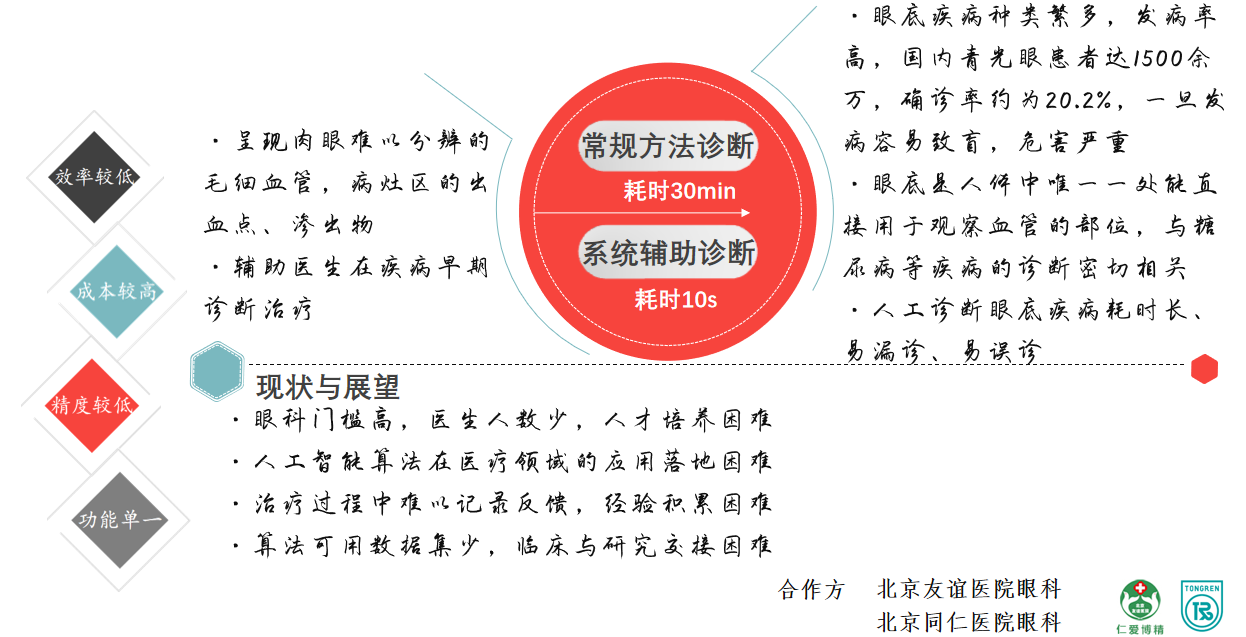 效率较低
成本较高
精度较低
功能单一
· 呈现肉眼难以分辨的
毛细血管，病灶区的出
血点、渗出物
· 辅助医生在疾病早期
诊断治疗
常规方法诊断
耗时30min
系统辅助诊断
耗时10s
· 眼底疾病种类繁多，发病率
高，国内青光眼患者达1500余
万，确诊率约为20.2%，一旦发
病容易致盲，危害严重
· 眼底是人体中唯一一处能直
接用于观察血管的部位，与糖
尿病等疾病的诊断密切相关
· 人工诊断眼底疾病耗时长、
易漏诊、易误诊
现状与展望
· 眼科门槛高，医生人数少，人才培养困难
· 人工智能算法在医疗领域的应用落地困难
· 治疗过程中难以记录反馈，经验积累困难
· 算法可用数据集少，临床与研究交接困难
合作方 北京友谊医院眼科
北京同仁医院眼科
仁爱博精
TONGREN